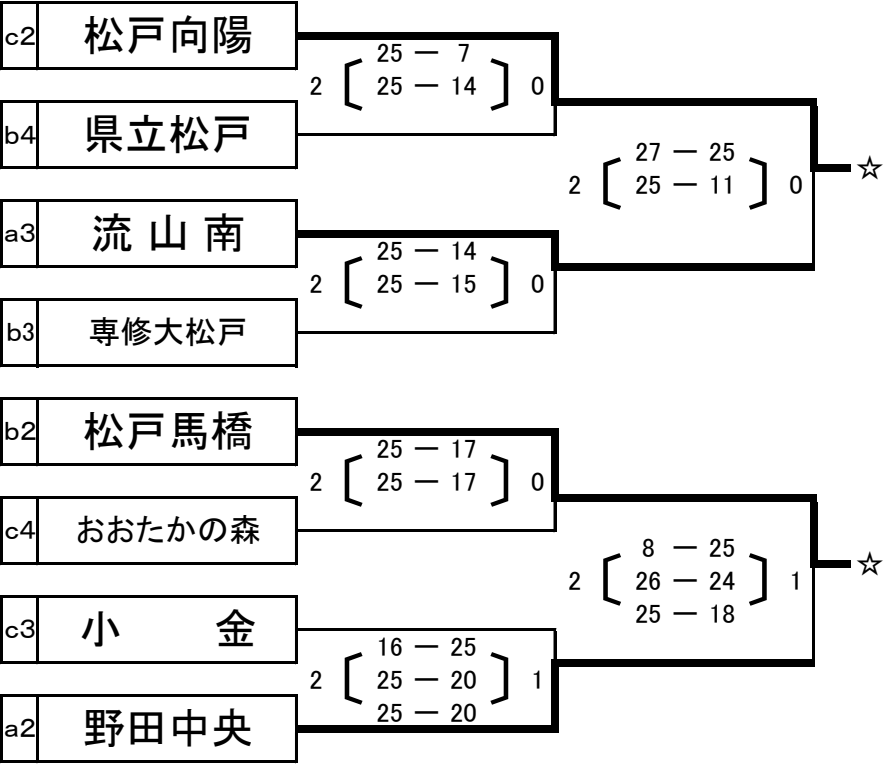 c2 松戸向陽
25 － 7
2 25 － 14 0
b4 県立松戸
27 － 25
2 25 － 11 0 ☆
a3 流山南
25 － 14
2 25 － 15 0
b3 専修大松戸
b2 松戸馬橋
25 － 17
2 25 － 17 0
c4 おおたかの森
8 － 25
2 26 － 24 1 ☆
25 － 18
c3 小 金
16 － 25
2 25 － 20 1
25 － 20
a2 野田中央